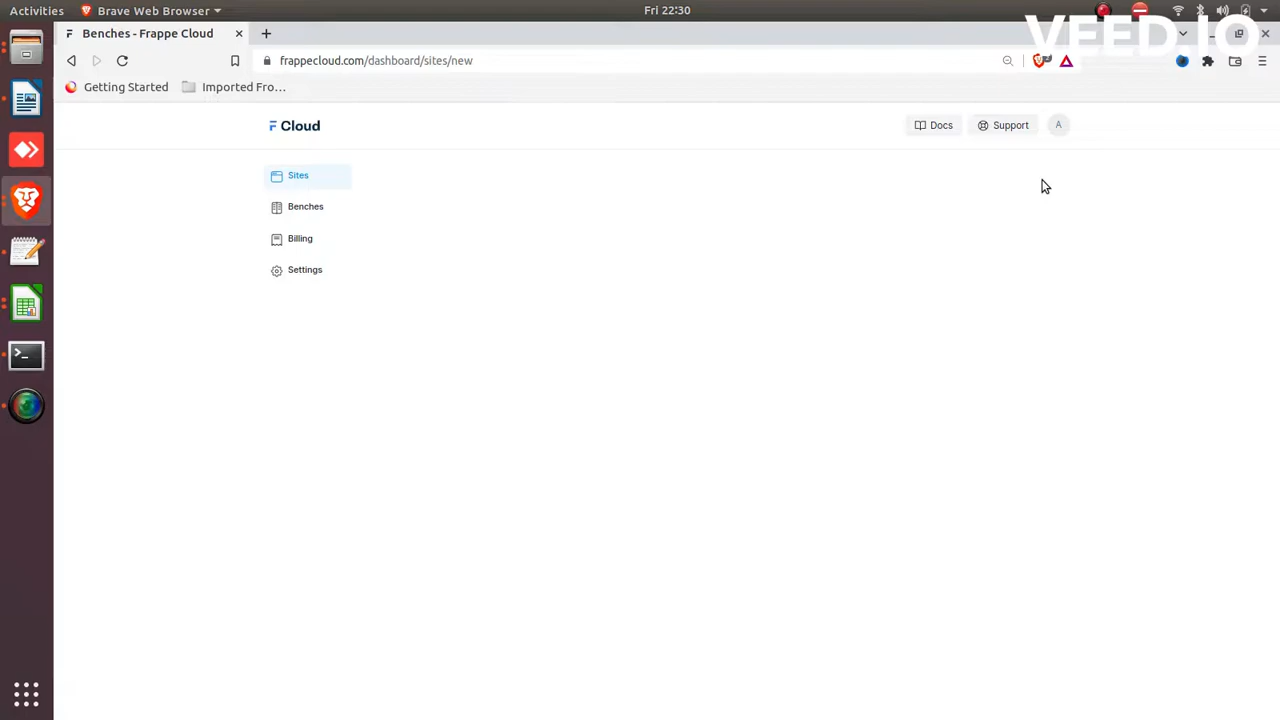 Activities
Brave Web Browser
Fri 22:30
VEED.IO
Benches - Frappe Cloud
frappecloud.com/dashboard/sites/new
Getting Started
Imported Fro...
Cloud
Docs
Support
A
Sites
Benches
Billing
Settings